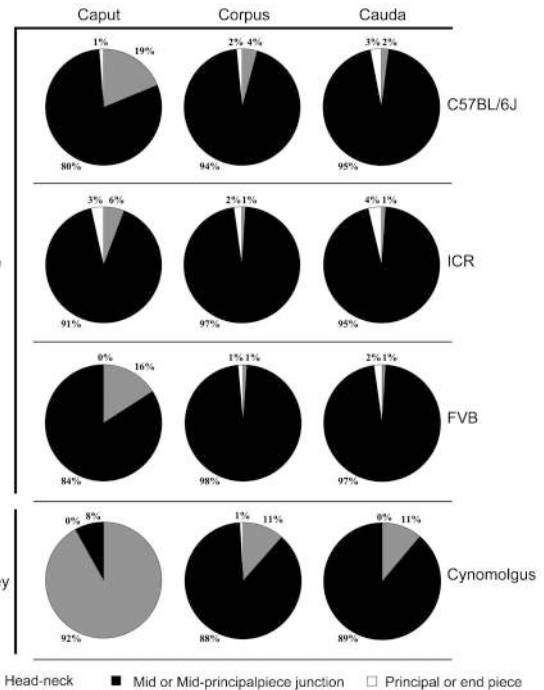 Caput Corpus Cauda
1% 19% 2% 4% 3% 2%
C57BL/6J
80% 94% 95%
3% 6% 2% 1% 4% 1%
ICR
91% 97% 95%
0% 16% 1% 1% 2% 1%
FVB
84% 98% 97%
0% 8% 1% 11% 0% 11%
Cynomolgus
92% 88% 89%
Head-neck Mid or Mid-principalpiece junction Principal or end piece